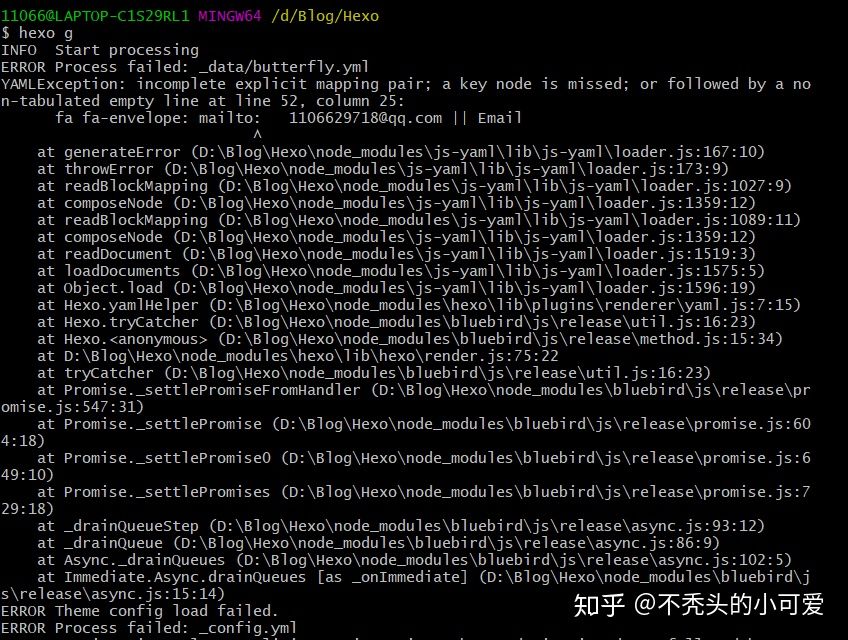 11066@LAPTOP-C1S29RL1 MINGW64 /d/Blog/Hexo
$ hexo g
INFO  Start processing
ERROR Process failed: _data/butterfly.yml
YAMLException: incomplete explicit mapping pair; a key node is missed; or followed by a no
n-tabulated empty line at line 52, column 25:
      fa fa-envelope: mailto:   1106629718@qq.com || Email
                            ^
    at generateError (D:\Blog\Hexo\node_modules\js-yaml\lib\js-yaml\loader.js:167:10)
    at throwError (D:\Blog\Hexo\node_modules\js-yaml\lib\js-yaml\loader.js:173:9)
    at readBlockMapping (D:\Blog\Hexo\node_modules\js-yaml\lib\js-yaml\loader.js:1027:9)
    at composeNode (D:\Blog\Hexo\node_modules\js-yaml\lib\js-yaml\loader.js:1359:12)
    at readBlockMapping (D:\Blog\Hexo\node_modules\js-yaml\lib\js-yaml\loader.js:1089:11)
    at composeNode (D:\Blog\Hexo\node_modules\js-yaml\lib\js-yaml\loader.js:1359:12)
    at readDocument (D:\Blog\Hexo\node_modules\js-yaml\lib\js-yaml\loader.js:1519:3)
    at loadDocuments (D:\Blog\Hexo\node_modules\js-yaml\lib\js-yaml\loader.js:1575:5)
    at Object.load (D:\Blog\Hexo\node_modules\js-yaml\lib\js-yaml\loader.js:1596:19)
    at Hexo.yamlHelper (D:\Blog\Hexo\node_modules\hexo\lib\plugins\renderer\yaml.js:7:15)
    at Hexo.tryCatcher (D:\Blog\Hexo\node_modules\bluebird\js\release\util.js:16:23)
    at Hexo.<anonymous> (D:\Blog\Hexo\node_modules\bluebird\js\release\method.js:15:34)
    at D:\Blog\Hexo\node_modules\hexo\lib\hexo\render.js:75:22
    at tryCatcher (D:\Blog\Hexo\node_modules\bluebird\js\release\util.js:16:23)
    at Promise._settlePromiseFromHandler (D:\Blog\Hexo\node_modules\bluebird\js\release\pr
omise.js:547:31)
    at Promise._settlePromise (D:\Blog\Hexo\node_modules\bluebird\js\release\promise.js:60
4:18)
    at Promise._settlePromise0 (D:\Blog\Hexo\node_modules\bluebird\js\release\promise.js:6
49:10)
    at Promise._settlePromises (D:\Blog\Hexo\node_modules\bluebird\js\release\promise.js:7
29:18)
    at _drainQueueStep (D:\Blog\Hexo\node_modules\bluebird\js\release\async.js:93:12)
    at _drainQueue (D:\Blog\Hexo\node_modules\bluebird\js\release\async.js:86:9)
    at Async._drainQueues (D:\Blog\Hexo\node_modules\bluebird\js\release\async.js:102:5)
    at Immediate.Async.drainQueues [as _onImmediate] (D:\Blog\Hexo\node_modules\bluebird\j
s\release\async.js:15:14)
ERROR Theme config load failed.
ERROR Process failed: _config.yml
知乎 @不秃头的小可爱